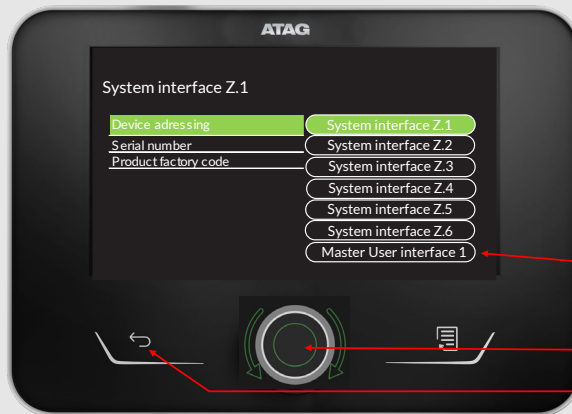 ATAG
System interface Z.1
Device adressing
System interface Z.1
Serial number
System interface Z.2
Product factory code
System interface Z.3
System interface Z.4
System interface Z.5
System interface Z.6
Master User interface 1